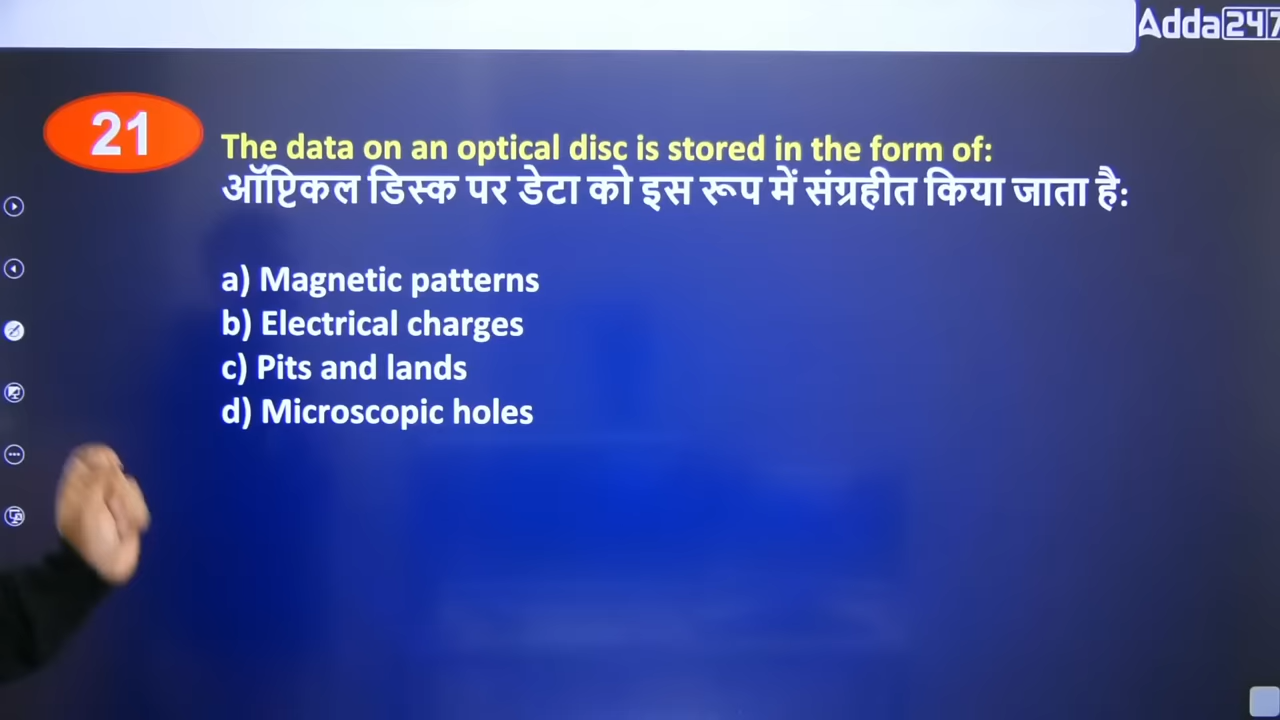 Adda247
21
The data on an optical disc is stored in the form of:
ऑप्टिकल डिस्क पर डेटा को इस रूप में संग्रहीत किया जाता है:
a) Magnetic patterns
b) Electrical charges
c) Pits and lands
d) Microscopic holes